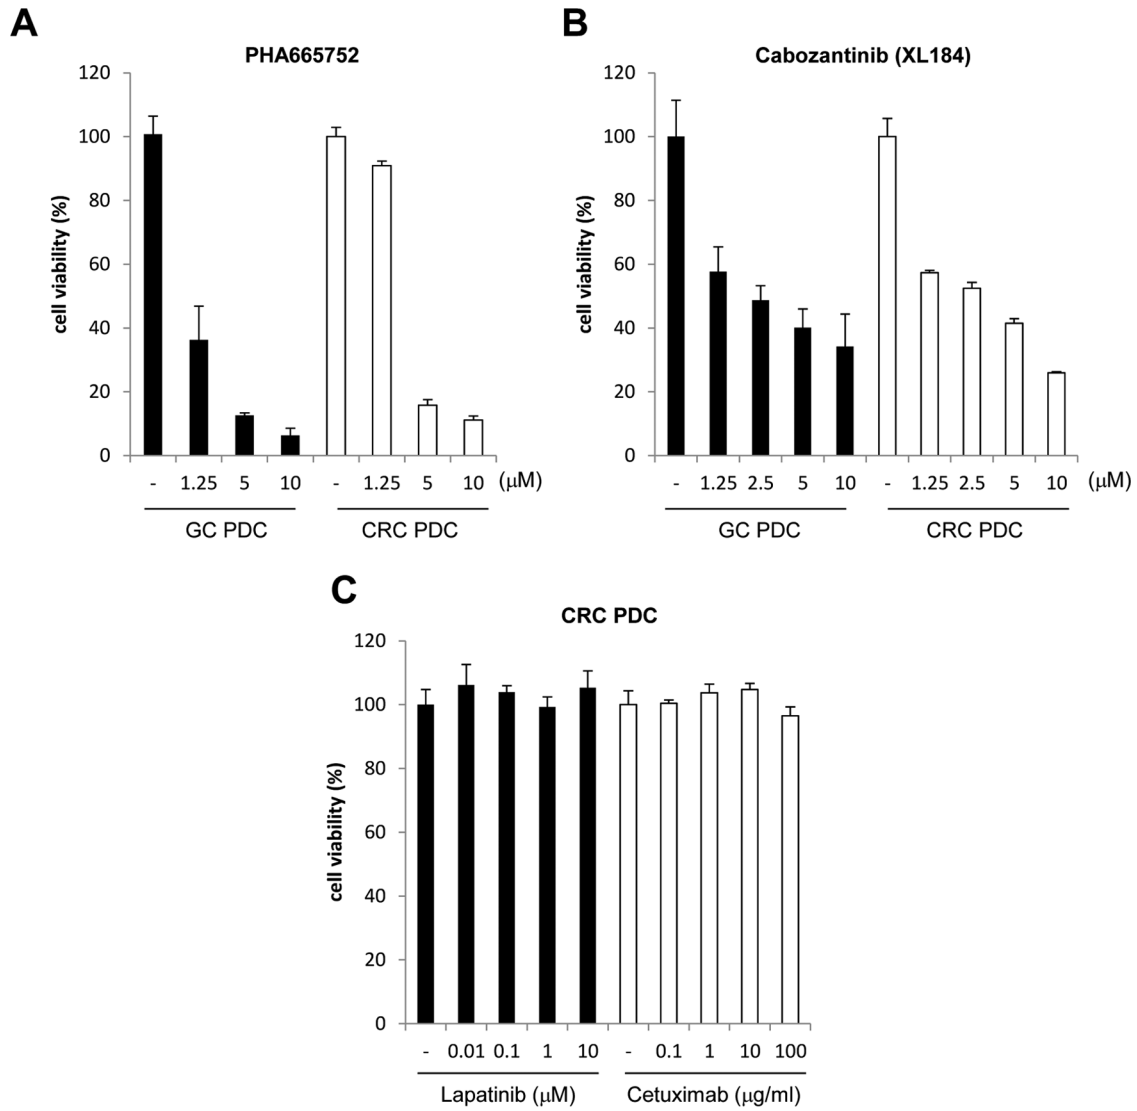 A
PHA665752
120
100
80
60
40
20
0
cell viability (%)
- 1.25 5 10 - 1.25 5 10 (μM)
GC PDC CRC PDC
B
Cabozantinib (XL184)
120
100
80
60
40
20
0
cell viability (%)
- 1.25 2.5 5 10 - 1.25 2.5 5 10 (μM)
GC PDC CRC PDC
C
CRC PDC
120
100
80
60
40
20
0
cell viability (%)
- 0.01 0.1 1 10 - 0.1 1 10 100
Lapatinib (μM) Cetuximab (μg/ml)